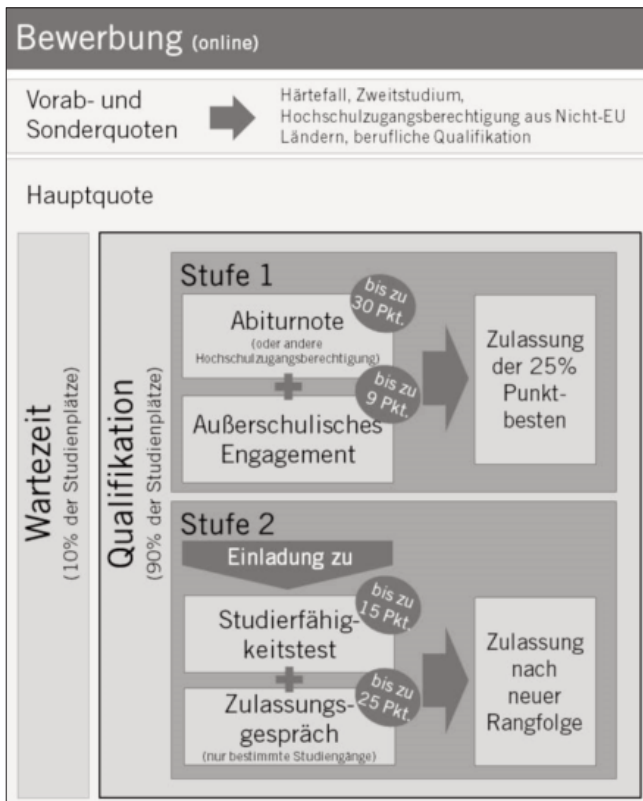 Bewerbung (online)
Vorab- und
Sonderquoten
Härtefall, Zweitstudium,
Hochschulzugangsberechtigung aus Nicht-EU
Ländern, berufliche Qualifikation
Hauptquote
Wartezeit
(10% der Studienplätze)
Qualifikation
(90% der Studienplätze)
Stufe 1
bis zu
30 Pkt.
Abiturnote
(oder andere
Hochschulzugangsberechtigung)
bis zu
9 Pkt.
Außerschulisches
Engagement
Zulassung
der 25%
Punkt-
besten
Stufe 2
Einladung zu
bis zu
15 Pkt.
Studierfähig-
keitstest
bis zu
25 Pkt.
Zulassungs-
gespräch
(nur bestimmte Studiengänge)
Zulassung
nach
neuer
Rangfolge